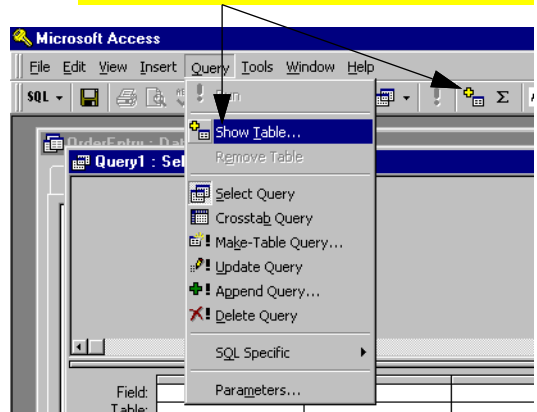 Microsoft Access
File Edit View Insert Query Tools Window Help
SQL
Σ
Show Table...
Remove Table
Query1 : Sel
Select Query
Crosstab Query
Make-Table Query...
Update Query
Append Query...
Delete Query
SQL Specific
Field:
Parameters...
Table: